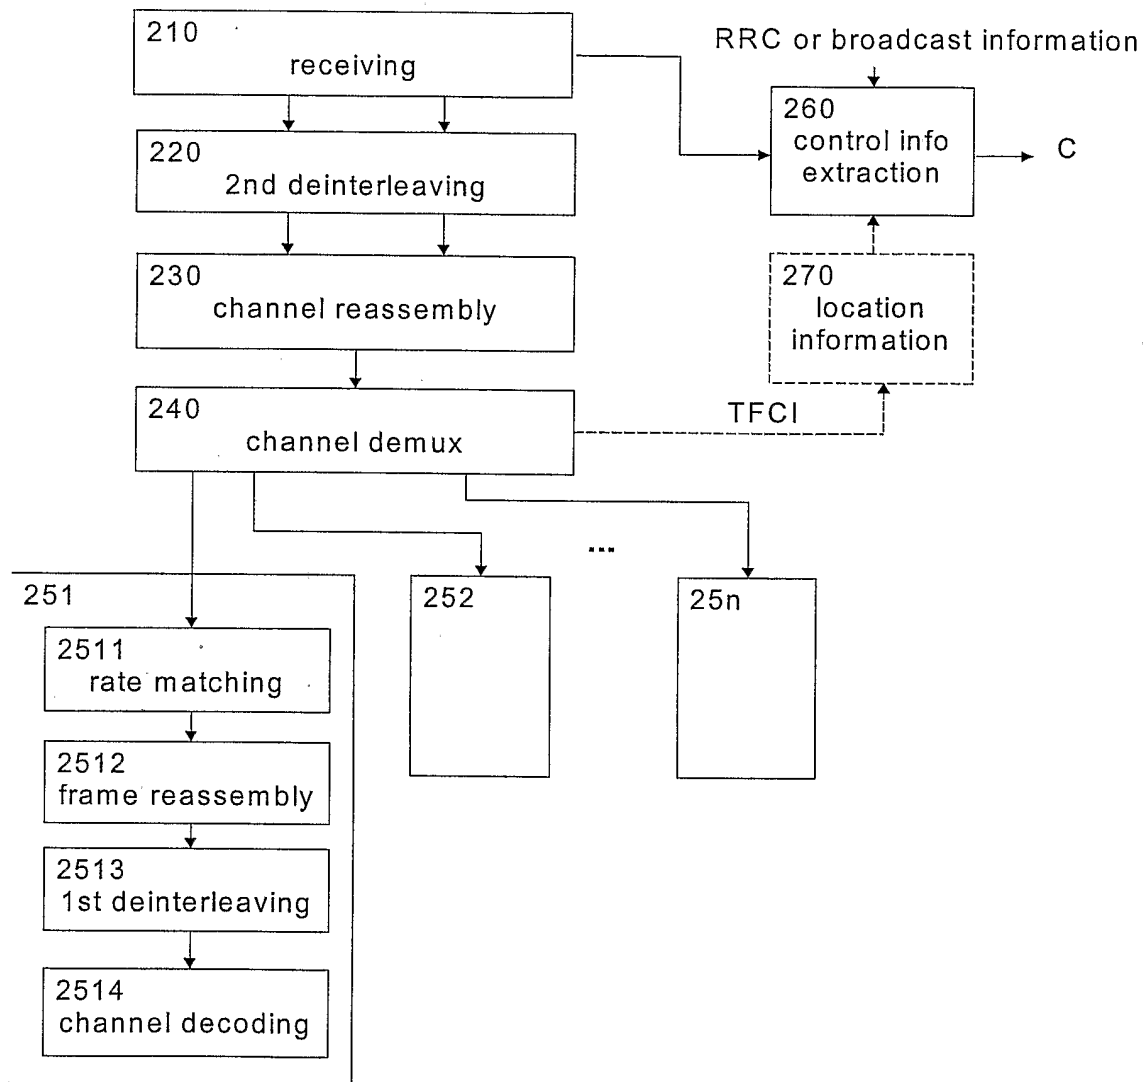 210
receiving
RRC or broadcast information
260
control info
extraction
C
220
2nd deinterleaving
230
channel reassembly
270
location
information
240
channel demux
TFCI
...
251
252
25n
2511
rate matching
2512
frame reassembly
2513
1st deinterleaving
2514
channel decoding